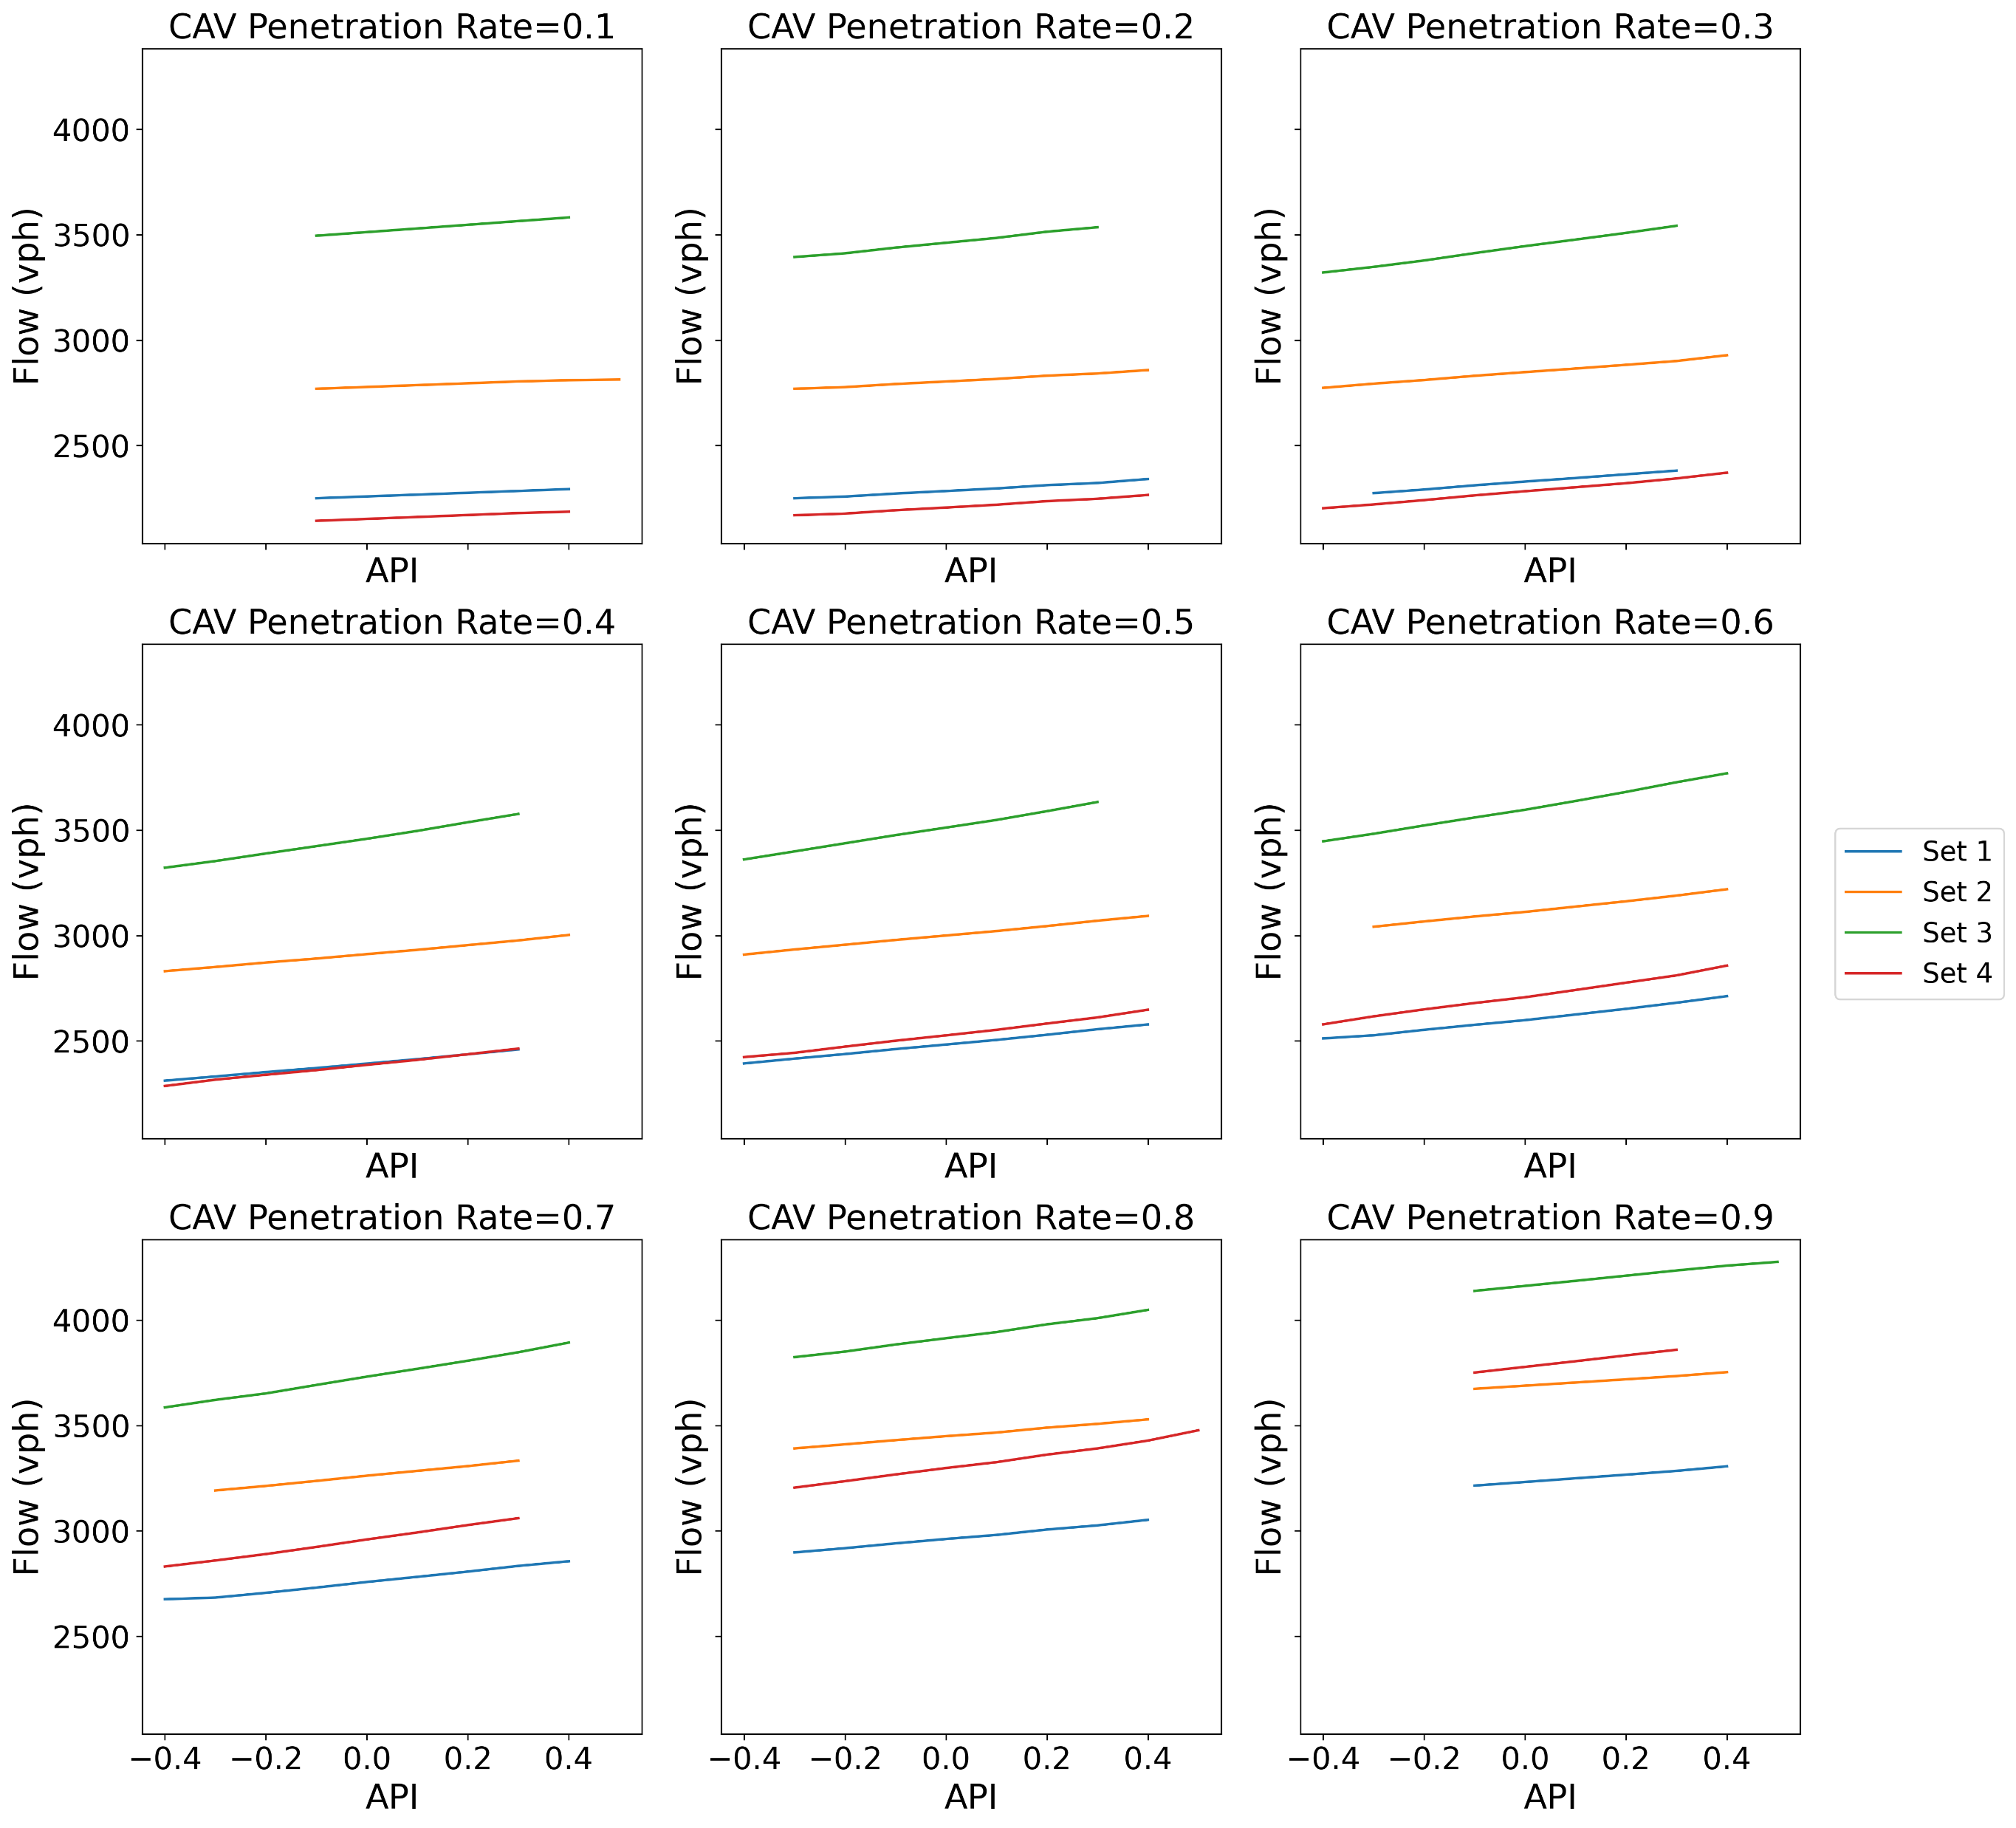 CAV Penetration Rate=0.1
CAV Penetration Rate=0.2
CAV Penetration Rate=0.3
4000
3500
3000
2500
Flow (vph)
Flow (vph)
Flow (vph)
API
API
API
CAV Penetration Rate=0.4
CAV Penetration Rate=0.5
CAV Penetration Rate=0.6
4000
3500
3000
2500
Flow (vph)
Flow (vph)
Flow (vph)
API
API
API
Set 1
Set 2
Set 3
Set 4
CAV Penetration Rate=0.7
CAV Penetration Rate=0.8
CAV Penetration Rate=0.9
4000
3500
3000
2500
Flow (vph)
Flow (vph)
Flow (vph)
−0.4 −0.2 0.0 0.2 0.4
−0.4 −0.2 0.0 0.2 0.4
−0.4 −0.2 0.0 0.2 0.4
API
API
API